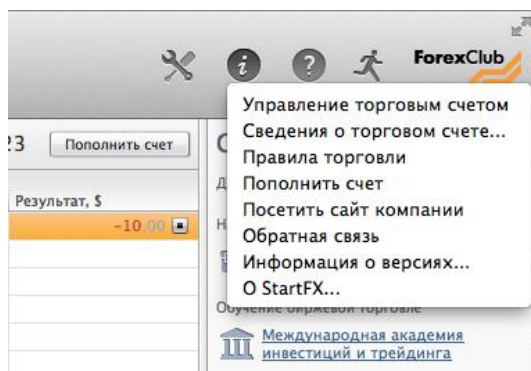 ForexClub
:3
Пополнить счет
Результат, $
-10.00
Управление торговым счетом
Сведения о торговом счете...
Правила торговли
Пополнить счет
Посетить сайт компании
Обратная связь
Информация о версиях...
О StartFX...
Обучение биржевой торговле
Международная академия
инвестиций и трейдинга